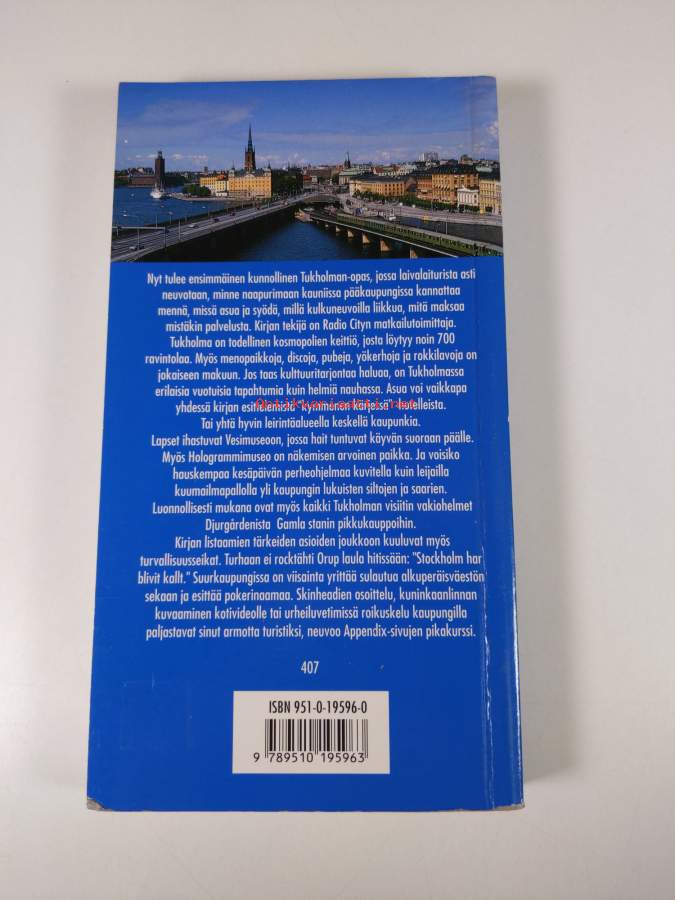 Nyt tulee ensimmäinen kunnollinen Tukholman-opas, jossa laivalaiturista asti
neuvotaan, minne naapurimaan kauniissa pääkaupungissa kannattaa
mennä, missä asua ja syödä, millä kulkuneuvoilla liikkua, mitä maksaa
mistäkin palvelusta. Kirjan tekijä on Radio Cityn matkailutoimittaja.
Tukholma on todellinen kosmopolien keittiö, josta löytyy noin 700
ravintolaa. Myös menopaikkoja, discoja, pubeja, yökerhoja ja rokkilavoja on
jokaiseen makuun. Jos taas kulttuuritarjontaa haluaa, on Tukholmassa
erilaisia vuotuisia tapahtumia kuin helmiä nauhassa. Asua voi vaikkapa
Antikvariaatti.net
yhdessä kirjan esittelemistä "kymmenen kärjessä"-hotelleista.
Tai yhtä hyvin leirintäalueella keskellä kaupunkia.
Lapset ihastuvat Vesimuseoon, jossa hait tuntuvat käyvän suoraan päälle.
Myös Hologrammimuseo on näkemisen arvoinen paikka. Ja voisiko
hauskempaa kesäpäivän perheohjelmaa kuvitella kuin leijailla
kuumailmapallolla yli kaupungin lukuisten siltojen ja saarien.
Luonnollisesti mukana ovat myös kaikki Tukholman visiitin vakiohelmet
Djurgårdenista Gamla stanin pikkukauppoihin.
Kirjan listaamien tärkeiden asioiden joukkoon kuuluvat myös
turvallisuusseikat. Turhaan ei rocktähti Orup laula hitissään: "Stockholm har
blivit kallt." Suurkaupungissa on viisainta yrittää sulautua alkuperäisväestön
sekaan ja esittää pokerinaamaa. Skinheadien osoittelu, kuninkaanlinnan
kuvaaminen kotivideolle tai urheiluvetimissä roikuskelu kaupungilla
paljastavat sinut armotta turistiksi, neuvoo Appendix-sivujen pikakurssi.
407
ISBN 951-0-19596-0
9 789510 195963